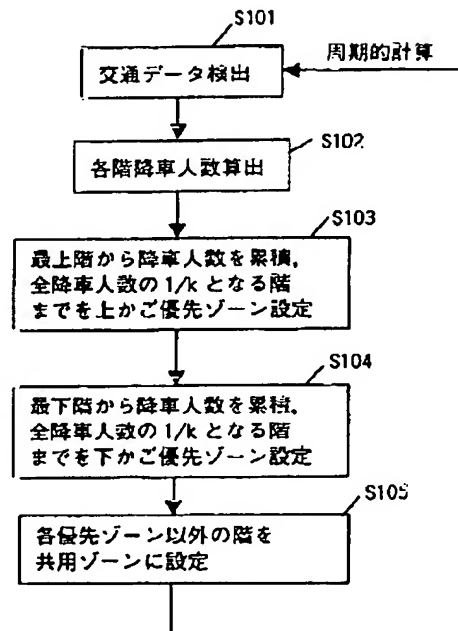 S101
周期的計算
交通データ検出
S102
各階降車人数算出
S103
最上階から降車人数を累積,
全降車人数の1/kとなる階
までを上かご優先ゾーン設定
S104
最下階から降車人数を累積,
全降車人数の1/kとなる階
までを下かご優先ゾーン設定
S105
各優先ゾーン以外の階を
共用ゾーンに設定